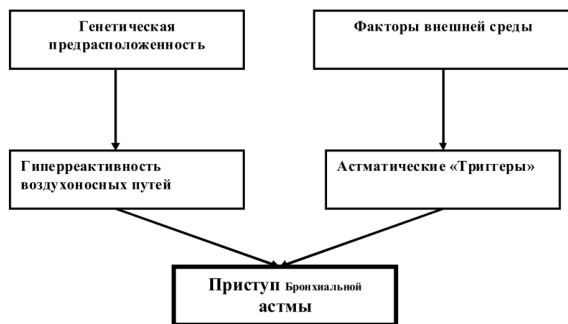 Генетическая
предрасположенность
Факторы внешней среды
Гиперреактивность
воздухоносных путей
Астматические «Триггеры»
Приступ Бронхиальной
астмы